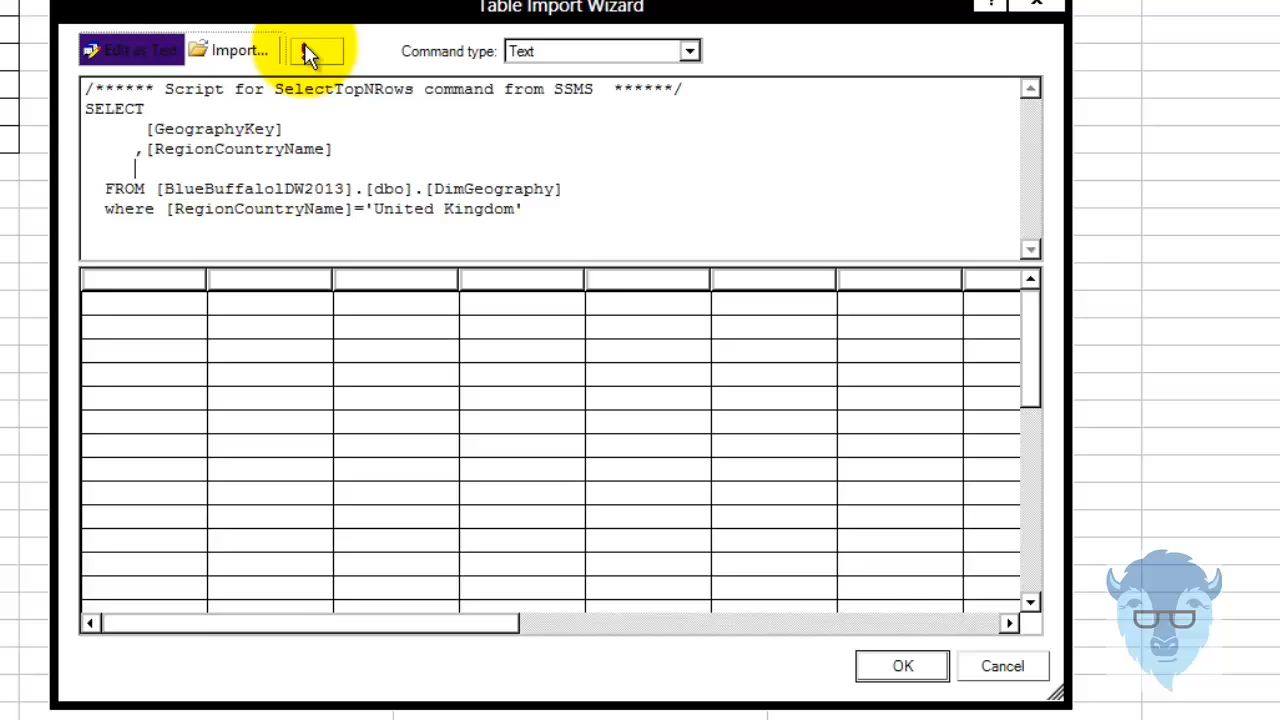 Table Import Wizard
?
Edit as Text
Import...
Command type:
Text
/****** Script for SelectTopNRows command from SSMS ******/
SELECT
[GeographyKey]
,[RegionCountryName]
FROM [BlueBuffalolDW2013].[dbo].[DimGeography]
where [RegionCountryName]='United Kingdom'
OK
Cancel